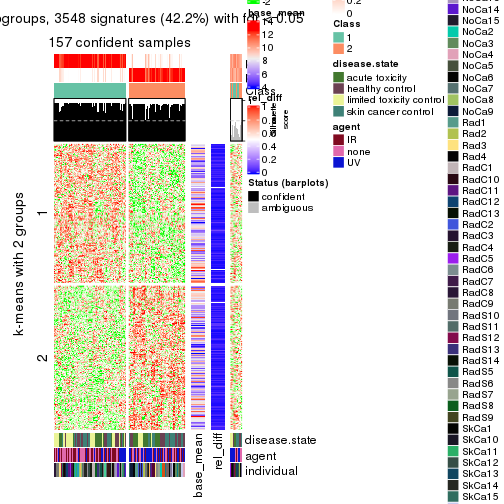 ogroups, 3548 signatures (42.2%) with fdr < 0.05
157 confident samples
k-means with 2 groups
1
2
base_mean
rel_diff
disease.state
agent
individual
-2
base_mean
14
12
10
8
6
4
Class
rel_diff
1
0.8
0.6
0.4
0.2
0
Silhouette
score
Status (barplots)
confident
ambiguous
0.2
0
Class
1
2
disease.state
acute toxicity
healthy control
limited toxicity control
skin cancer control
agent
IR
none
UV
NoCa14
NoCa15
NoCa2
NoCa3
NoCa4
NoCa5
NoCa6
NoCa7
NoCa8
NoCa9
Rad1
Rad2
Rad3
Rad4
RadC1
RadC10
RadC11
RadC12
RadC13
RadC2
RadC3
RadC4
RadC5
RadC6
RadC7
RadC8
RadC9
RadS10
RadS11
RadS12
RadS13
RadS14
RadS5
RadS6
RadS7
RadS8
RadS9
SkCa1
SkCa10
SkCa11
SkCa12
SkCa13
SkCa14
SkCa15